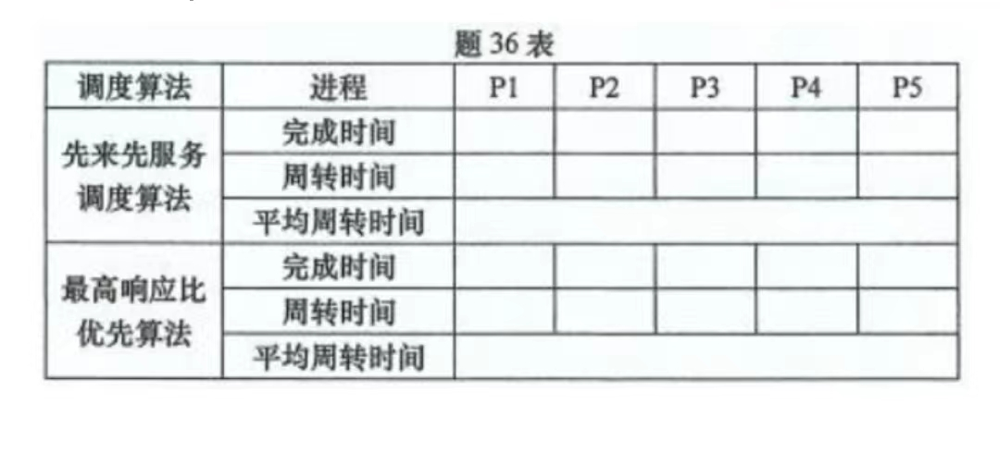 题 36 表
调度算法 进程 P1 P2 P3 P4 P5
先来先服务
调度算法
完成时间
周转时间
平均周转时间
最高响应比
优先算法
完成时间
周转时间
平均周转时间